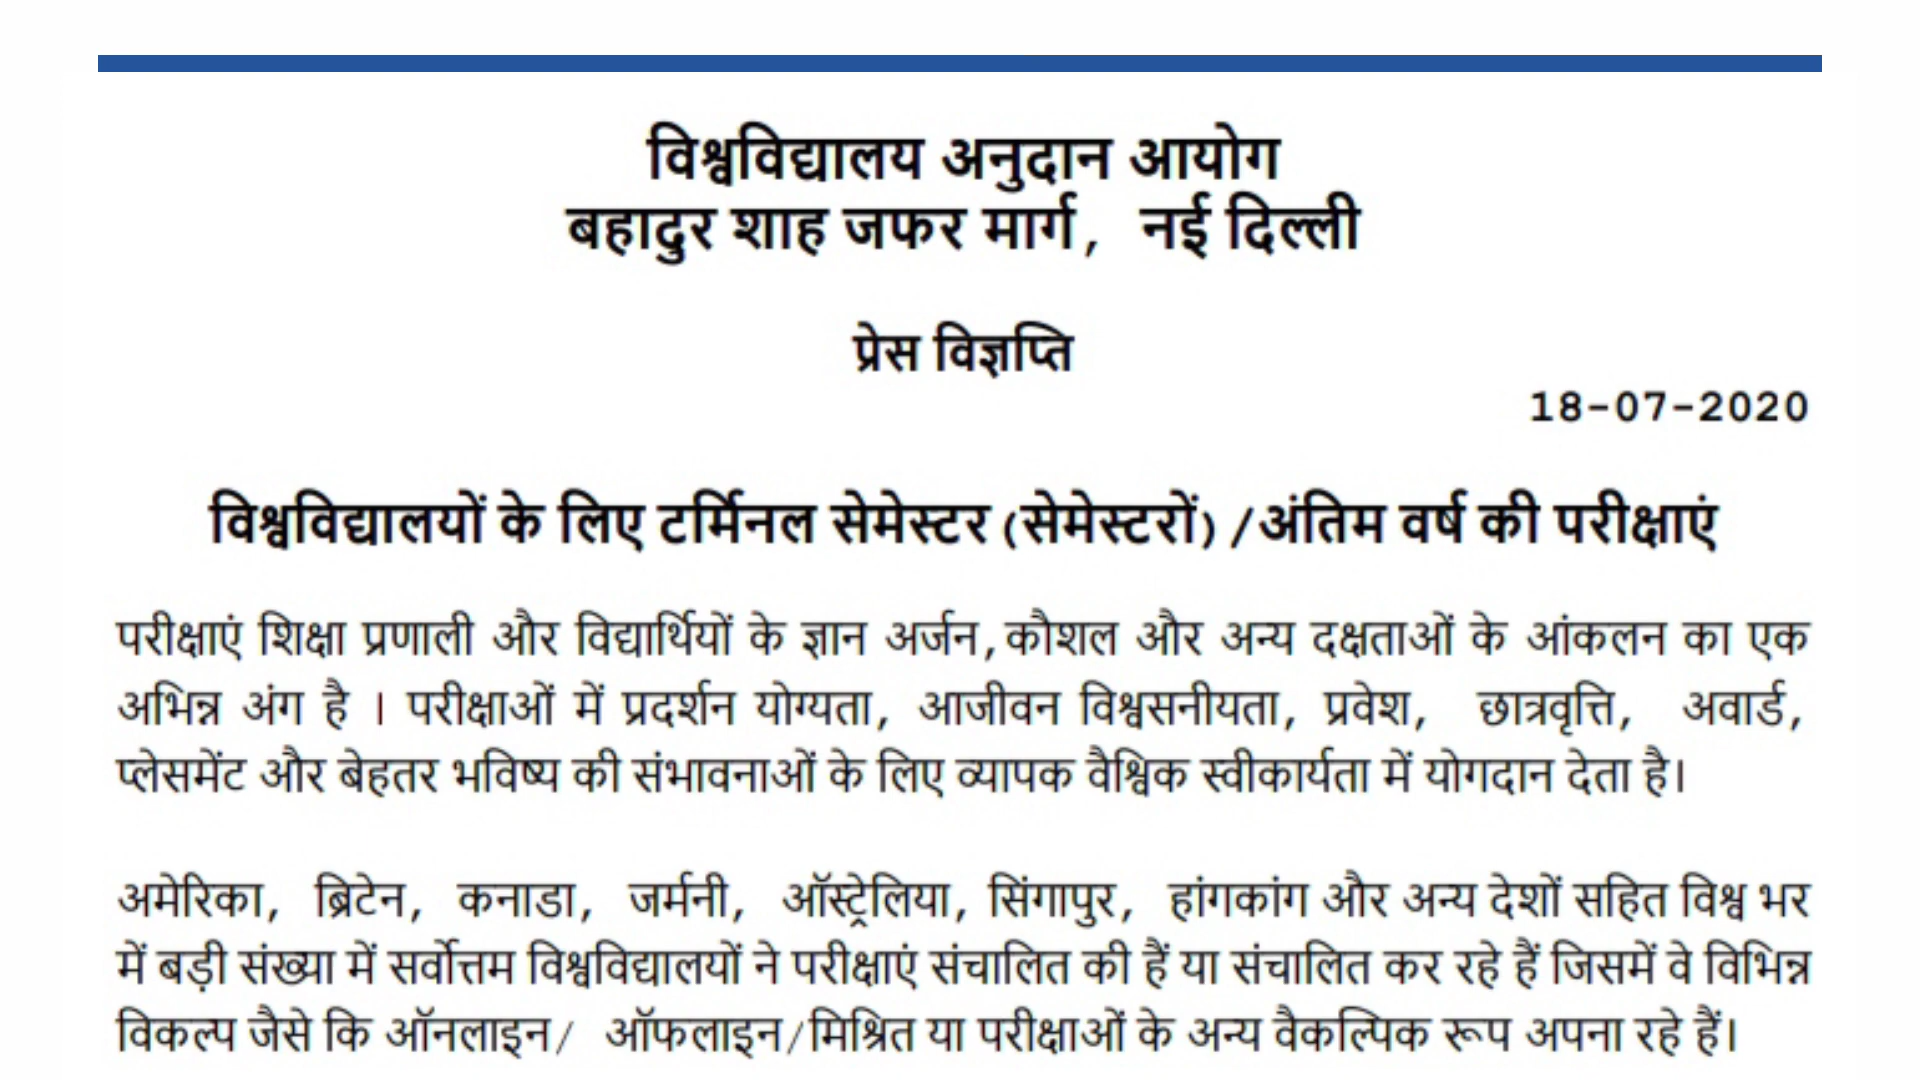 विश्वविद्यालय अनुदान आयोग
बहादुर शाह जफर मार्ग, नई दिल्ली
प्रेस विज्ञप्ति
18-07-2020
विश्वविद्यालयों के लिए टर्मिनल सेमेस्टर (सेमेस्टरों) /अंतिम वर्ष की परीक्षाएं
परीक्षाएं शिक्षा प्रणाली और विद्यार्थियों के ज्ञान अर्जन,कौशल और अन्य दक्षताओं के आंकलन का एक
अभिन्न अंग है । परीक्षाओं में प्रदर्शन योग्यता, आजीवन विश्वसनीयता, प्रवेश, छात्रवृत्ति, अवार्ड,
प्लेसमेंट और बेहतर भविष्य की संभावनाओं के लिए व्यापक वैश्विक स्वीकार्यता में योगदान देता है।
अमेरिका, ब्रिटेन, कनाडा, जर्मनी, ऑस्ट्रेलिया, सिंगापुर, हांगकांग और अन्य देशों सहित विश्व भर
में बड़ी संख्या में सर्वोत्तम विश्वविद्यालयों ने परीक्षाएं संचालित की हैं या संचालित कर रहे हैं जिसमें वे विभिन्न
विकल्प जैसे कि ऑनलाइन/ ऑफलाइन/मिश्रित या परीक्षाओं के अन्य वैकल्पिक रूप अपना रहे हैं।